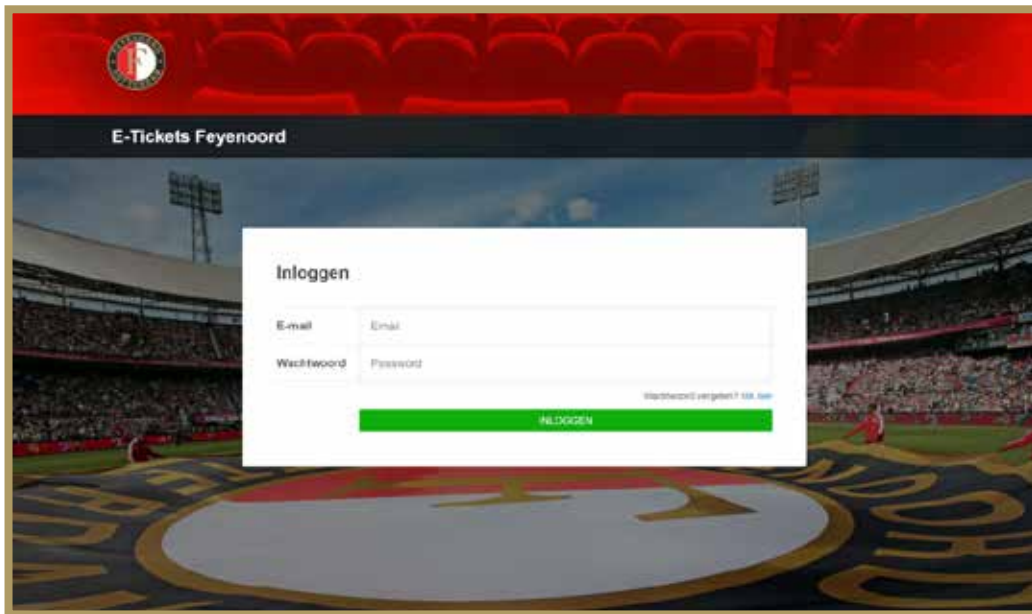 E-Tickets Feyenoord
Inloggen
E-mail
Email
Wachtwoord
Password
Wachtwoord vergeten? klik hier
INLOGGEN